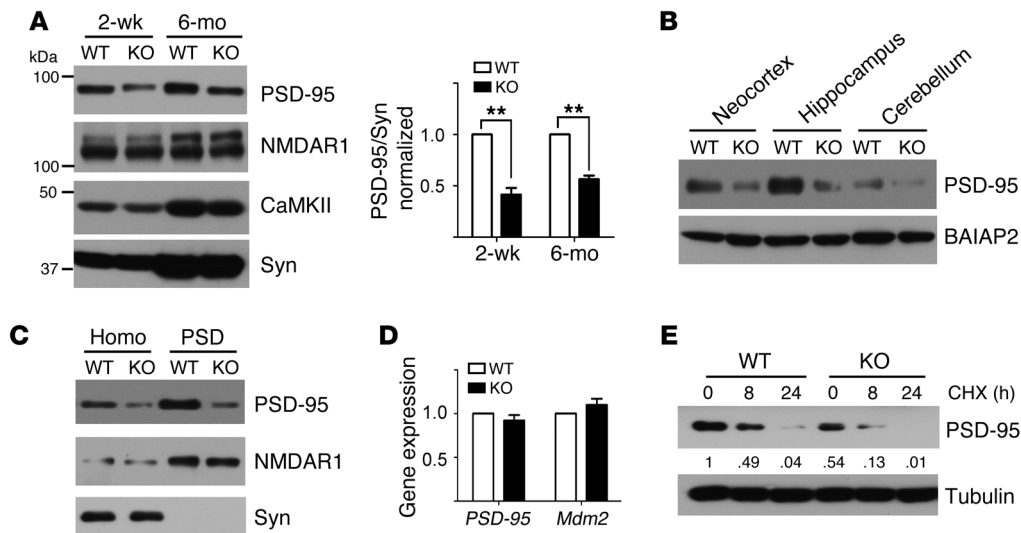 A
2-wk 6-mo
kDa WT KO WT KO
100 PSD-95
NMDAR1
100
50
CaMKII
37 Syn
WT
KO
** **
1.0
0.5
PSD-95/Syn
normalized
2-wk 6-mo
B
Neocortex Hippocampus Cerebellum
WT KO WT KO WT KO
PSD-95
BAIAP2
C
Homo PSD
WT KO WT KO
PSD-95
NMDAR1
Syn
D
WT
KO
Gene expression
1.0
0.5
PSD-95 Mdm2
E
WT KO
0 8 24 0 8 24 CHX (h)
PSD-95
1 .49 .04 .54 .13 .01
Tubulin